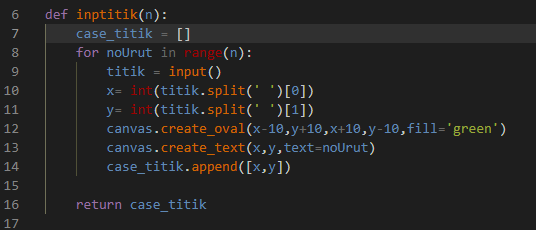 6 def inptitik(n):
7 case_titik = []
8 for noUrut in range(n):
9 titik = input()
10 x= int(titik.split(' ')[0])
11 y= int(titik.split(' ')[1])
12 canvas.create_oval(x-10,y+10,x+10,y-10,fill='green')
13 canvas.create_text(x,y,text=noUrut)
14 case_titik.append([x,y])
15
16 return case_titik
17